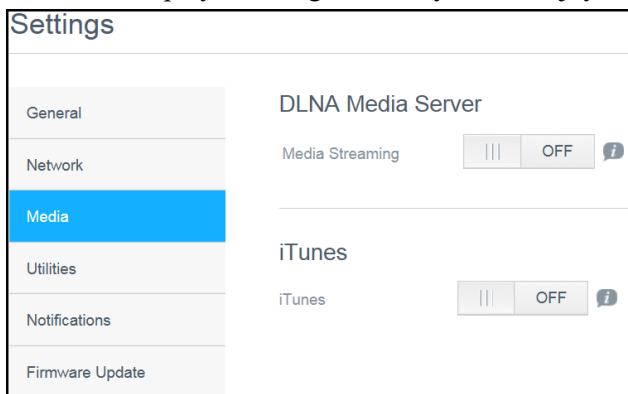 Settings
General
Network
Media
Utilities
Notifications
Firmware Update
DLNA Media Server
Media Streaming
OFF
iTunes
iTunes
OFF